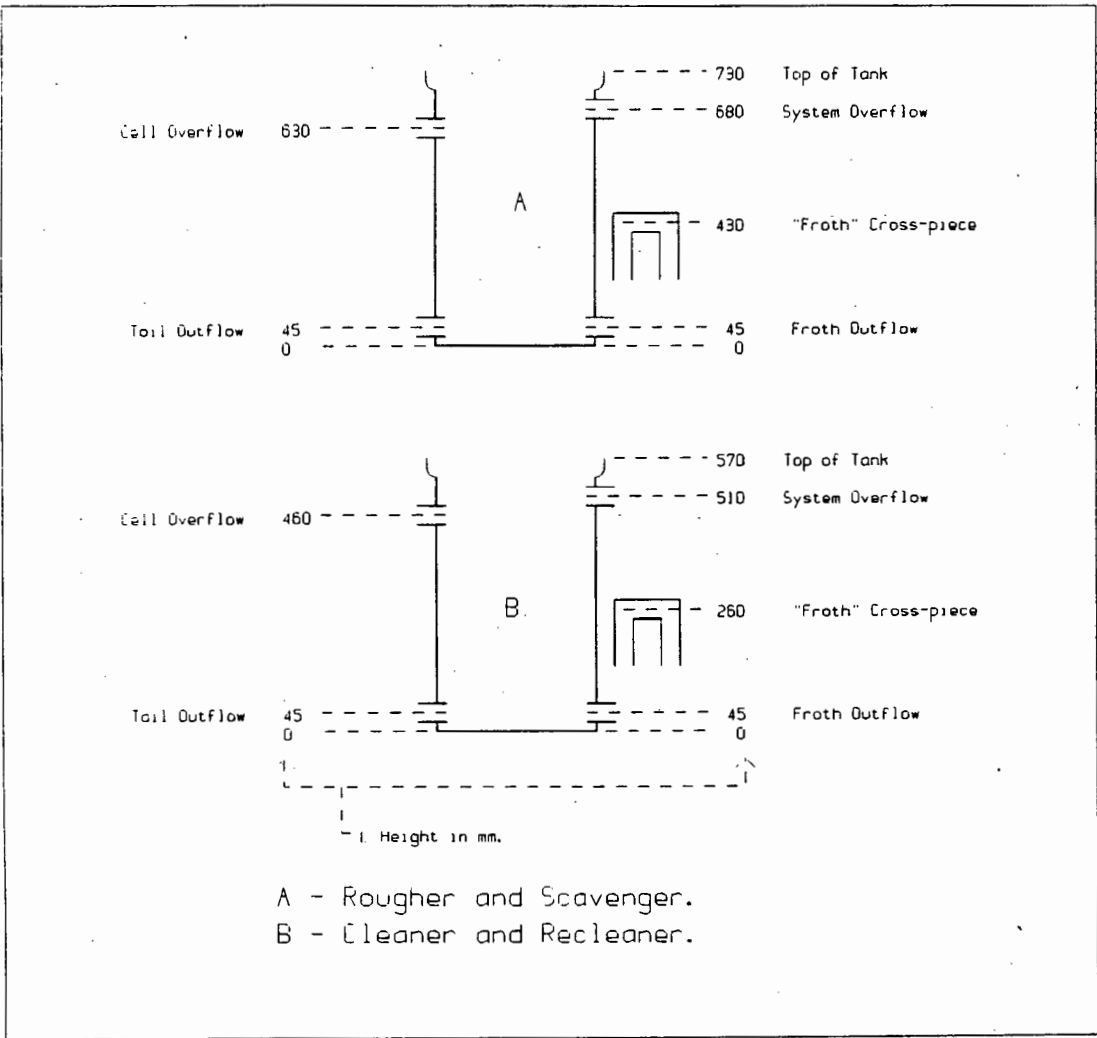 730 Top of Tank
680 System Overflow
Cell Overflow 630
A
430 "Froth" Cross-piece
Tail Outflow 45
45 Froth Outflow
0
0
570 Top of Tank
510 System Overflow
Cell Overflow 460
B
260 "Froth" Cross-piece
Tail Outflow 45
45 Froth Outflow
0
0
Height in mm.
A - Rougher and Scavenger.
B - Cleaner and Recleaner.